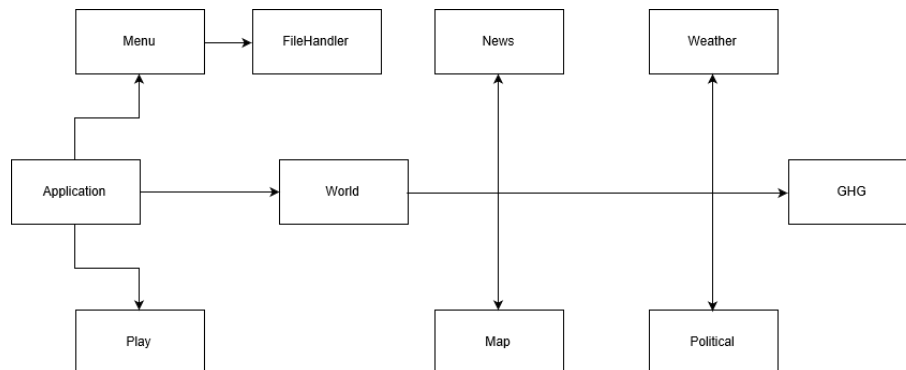 Menu
FileHandler
News
Weather
Application
World
GHG
Play
Map
Political